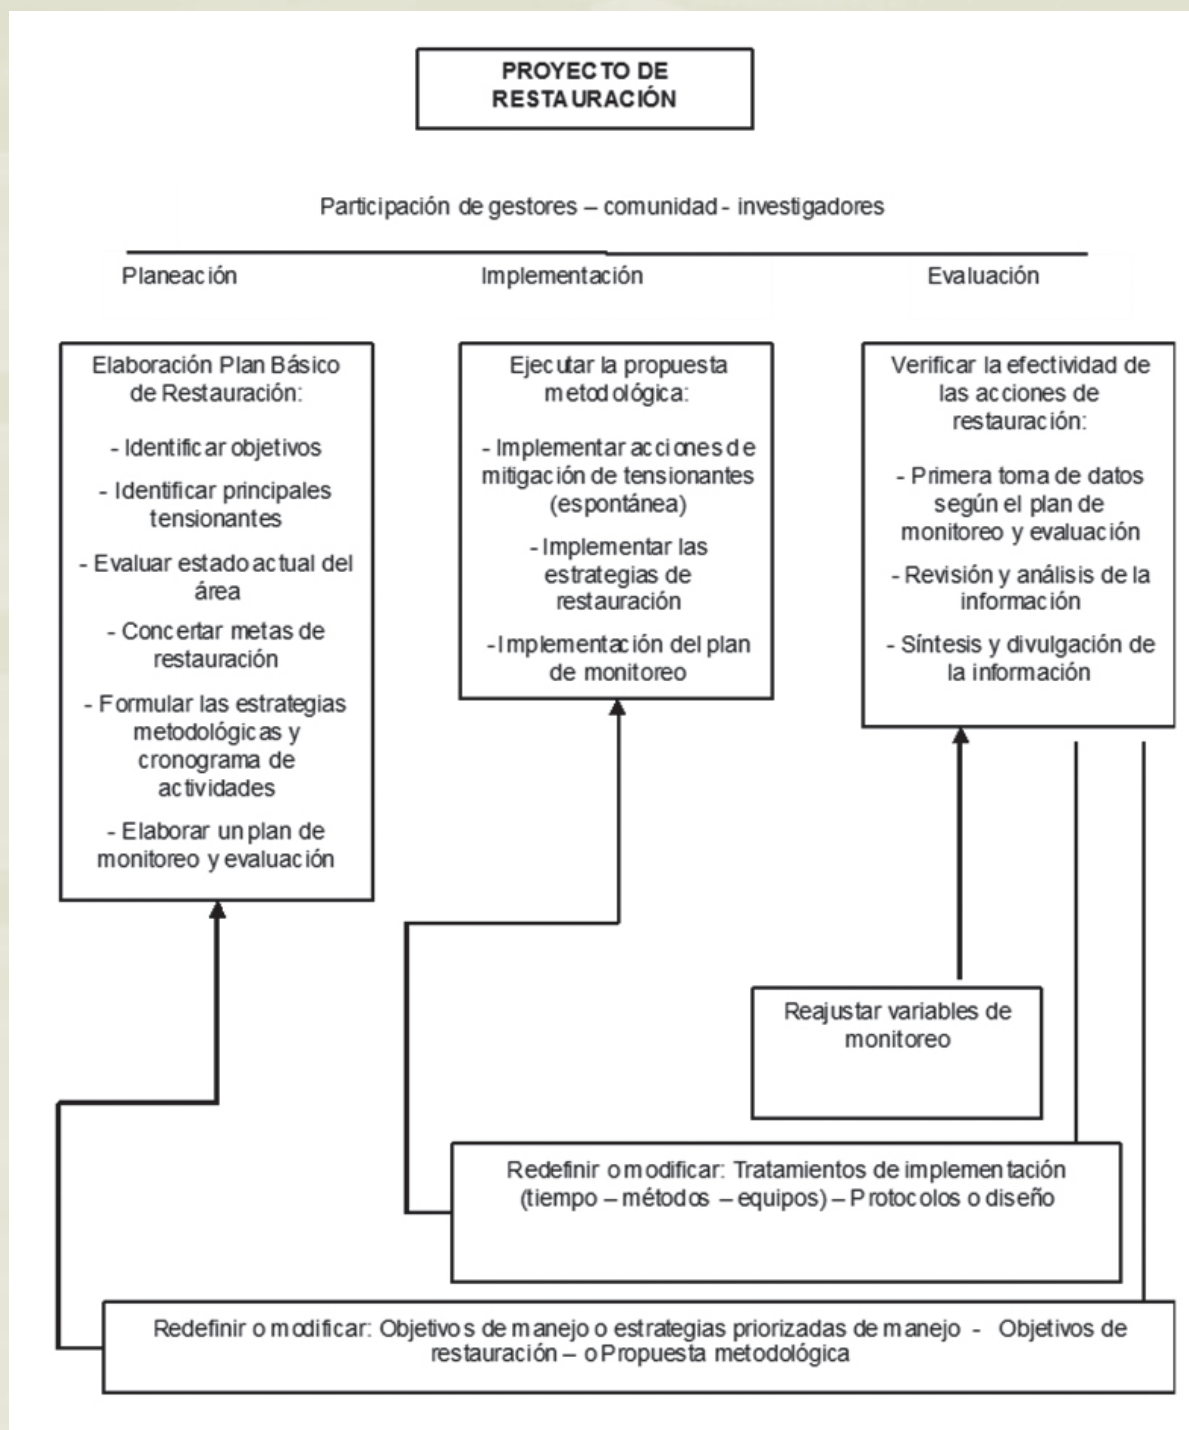 PROYECTO DE
RESTAURACIÓN
Participación de gestores – comunidad - investigadores
Planeación
Implementación
Evaluación
Elaboración Plan Básico
de Restauración:
- Identificar objetivos
- Identificar principales
tensionantes
- Evaluar estado actual del
área
- Concertar metas de
restauración
- Formular las estrategias
metodológicas y
cronograma de
actividades
- Elaborar un plan de
monitoreo y evaluación
Ejecutar la propuesta
metodológica:
- Implementar acciones de
mitigación de tensionantes
(espontánea)
- Implementar las
estrategias de
restauración
- Implementación del plan
de monitoreo
Verificar la efectividad de
las acciones de
restauración:
- Primera toma de datos
según el plan de
monitoreo y evaluación
- Revisión y análisis de la
información
- Síntesis y divulgación de
la información
Reajustar variables de
monitoreo
Redefinir o modificar: Tratamientos de implementación
(tiempo – métodos – equipos) – Protocolos o diseño
Redefinir o modificar: Objetivos de manejo o estrategias priorizadas de manejo - Objetivos de
restauración – o Propuesta metodológica